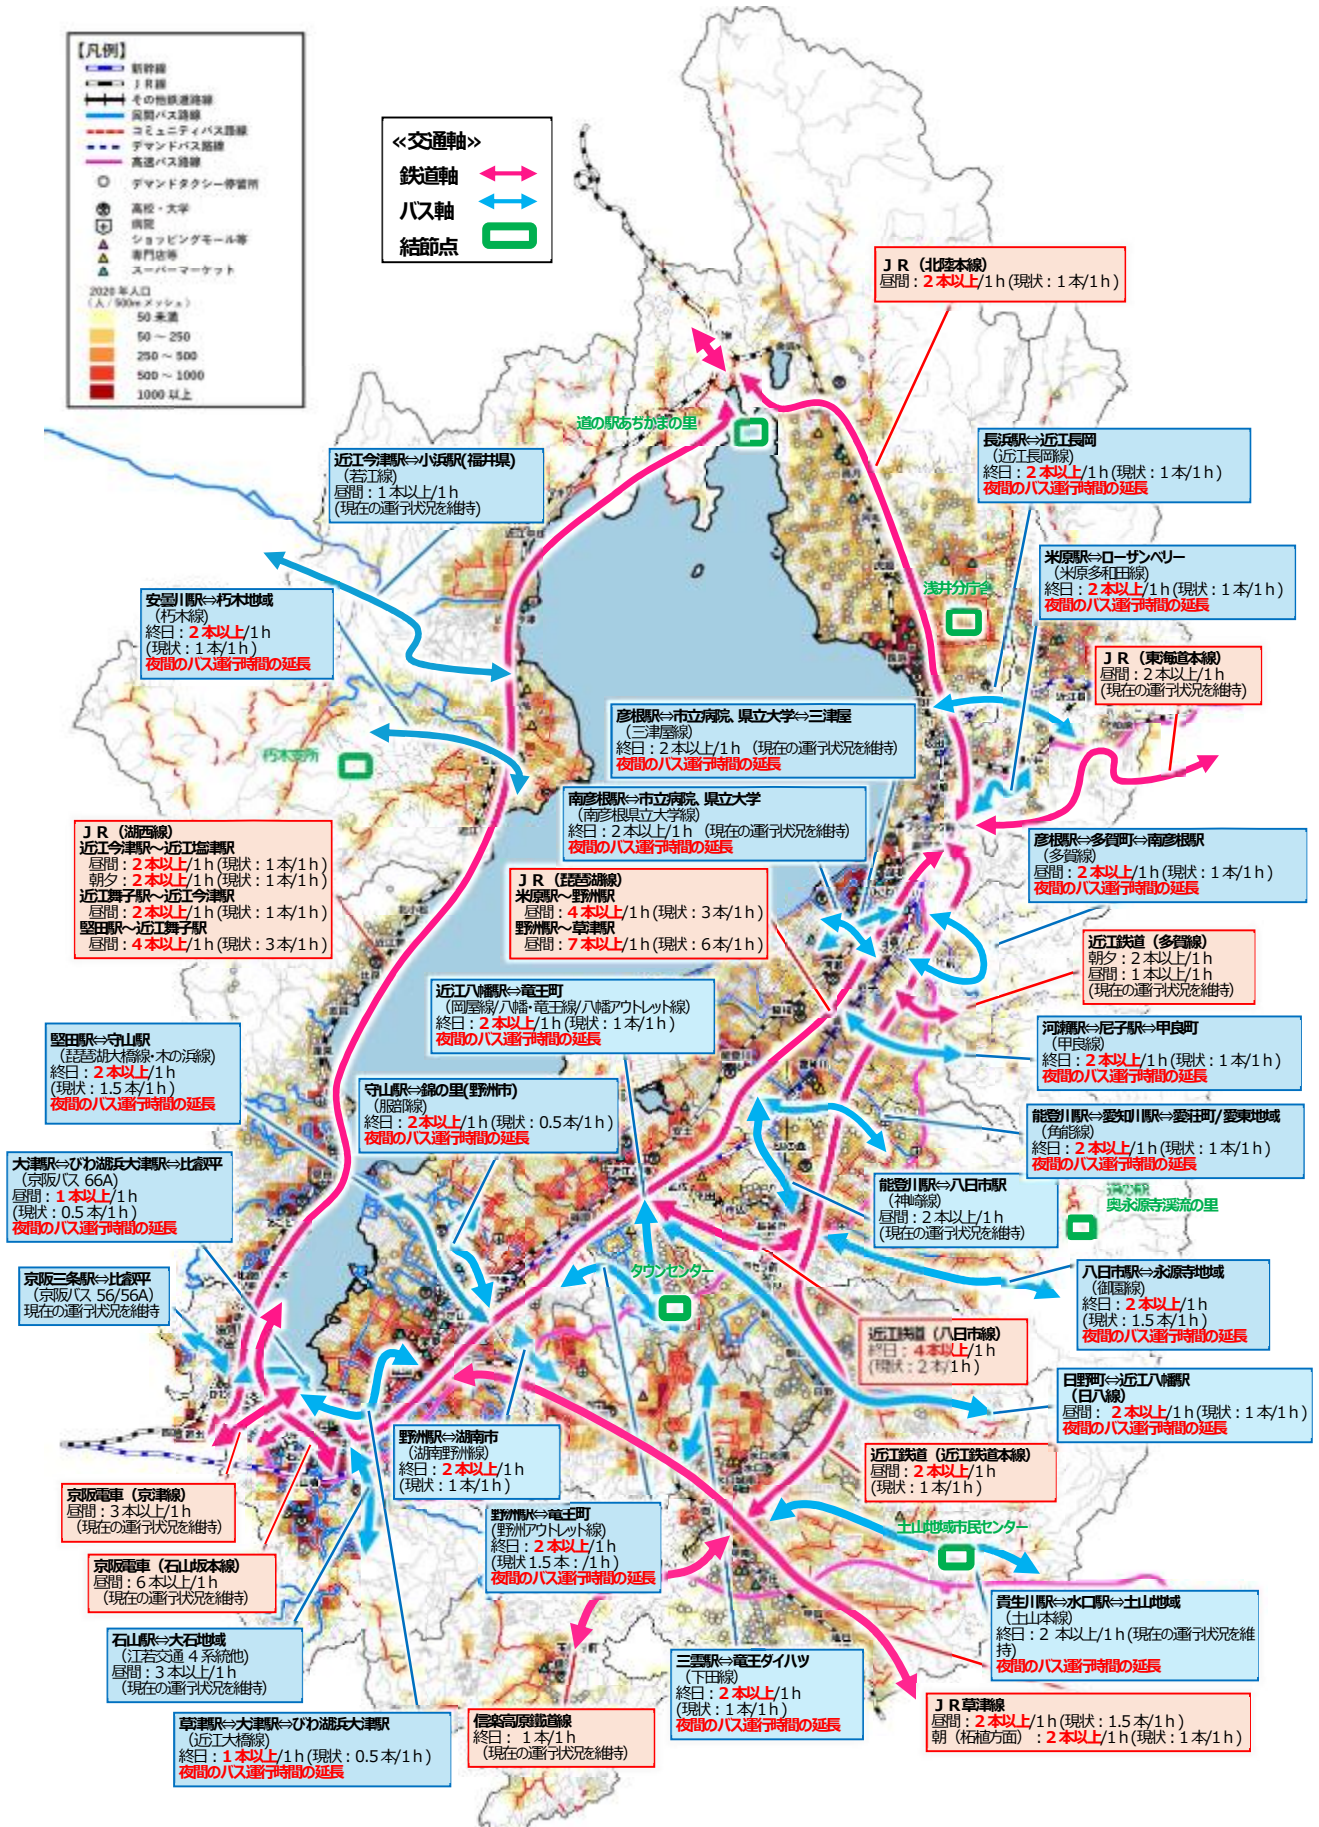 【凡例】
新幹線
ＪＲ線
その他鉄道路線
民間バス路線
コミュニティバス路線
デマンドバス路線
高速バス路線
デマンドタクシー停留所
高校・大学
病院
ショッピングモール等
専門店等
スーパーマーケット
2020年人口
（人/500mメッシュ）
50未満
50～250
250～500
500～1000
1000以上
≪交通軸≫
鉄道軸
バス軸
結節点
ＪＲ（北陸本線）
昼間：2本以上/1h(現状：1本/1h)
道の駅あぢかまの里
長浜駅⇔近江長岡
（近江長岡線）
終日：2本以上/1h(現状：1本/1h)
夜間のバス運行時間の延長
近江今津駅⇔小浜駅(福井県)
（若江線）
昼間：1本以上/1h
(現在の運行状況を維持)
米原駅⇔ローザンベリー
（米原多和田線）
終日：2本以上/1h(現状：1本/1h)
夜間のバス運行時間の延長
浅井分庁舎
安曇川駅⇔朽木地域
（朽木線）
終日：2本以上/1h
(現状：1本/1h)
夜間のバス運行時間の延長
ＪＲ（東海道本線）
昼間：2本以上/1h
(現在の運行状況を維持)
彦根駅⇔市立病院、県立大学⇔三津屋
（三津屋線）
終日：2本以上/1h （現在の運行状況を維持）
夜間のバス運行時間の延長
朽木支所
南彦根駅⇔市立病院、県立大学
（南彦根県立大学線）
終日：2本以上/1h （現在の運行状況を維持）
夜間のバス運行時間の延長
ＪＲ（湖西線）
近江今津駅～近江塩津駅
昼間：2本以上/1h(現状：1本/1h)
朝夕：2本以上/1h(現状：1本/1h)
近江舞子駅～近江今津駅
昼間：2本以上/1h(現状：1本/1h)
堅田駅～近江舞子駅
昼間：4本以上/1h(現状：3本/1h)
彦根駅⇔多賀町⇔南彦根駅
（多賀線）
昼間：2本以上/1h(現状：1本/1h)
夜間のバス運行時間の延長
ＪＲ（琵琶湖線）
米原駅～野洲駅
昼間：4本以上/1h(現状：3本/1h)
野洲駅～草津駅
昼間：7本以上/1h(現状：6本/1h)
近江鉄道（多賀線）
朝夕：2本以上/1h
昼間：1本以上/1h
(現在の運行状況を維持)
近江八幡駅⇔竜王町
（岡屋線/八幡・竜王線/八幡アウトレット線）
終日：2本以上/1h(現状：1本/1h)
夜間のバス運行時間の延長
河瀬駅⇔尼子駅⇔甲良町
（甲良線）
終日：2本以上/1h(現状：1本/1h)
夜間のバス運行時間の延長
堅田駅⇔守山駅
（琵琶湖大橋線・木の浜線）
終日：2本以上/1h
(現状：1.5本/1h)
夜間のバス運行時間の延長
守山駅⇔錦の里(野洲市)
（服部線）
終日：2本以上/1h(現状：0.5本/1h)
夜間のバス運行時間の延長
能登川駅⇔愛知川駅⇔愛荘町/愛東地域
（角能線）
終日：2本以上/1h(現状：1本/1h)
夜間のバス運行時間の延長
大津駅⇔びわ湖浜大津駅⇔比叡平
（京阪バス 66A）
昼間：1本以上/1h
(現状：0.5本/1h)
夜間のバス運行時間の延長
能登川駅⇔八日市駅
（神崎線）
昼間：2本以上/1h
(現在の運行状況を維持)
道の駅
奥永源寺渓流の里
京阪三条駅⇔比叡平
（京阪バス 56/56A）
現在の運行状況を維持
タウンセンター
八日市駅⇔永源寺地域
（御園線）
終日：2本以上/1h
(現状：1.5本/1h)
夜間のバス運行時間の延長
近江鉄道（八日市線）
終日：4本以上/1h
(現状：2本/1h)
日野町⇔近江八幡駅
（日八線）
昼間： 2本以上/1h(現状：1本/1h)
夜間のバス運行時間の延長
野洲駅⇔湖南市
（湖南野洲線）
終日：2本以上/1h
(現状：1本/1h)
近江鉄道（近江鉄道本線）
昼間：2本以上/1h
(現状：1本/1h)
京阪電車（京津線）
昼間：3本以上/1h
（現在の運行状況を維持）
野洲駅⇔竜王町
(野洲アウトレット線)
終日：2本以上/1h
(現状1.5本：/1h)
夜間のバス運行時間の延長
土山地域市民センター
京阪電車（石山坂本線）
昼間：6本以上/1h
（現在の運行状況を維持）
貴生川駅⇔水口駅⇔土山地域
（土山本線）
終日：2 本以上/1h(現在の運行状況を維
持)
夜間のバス運行時間の延長
石山駅⇔大石地域
（江若交通４系統他）
昼間：3本以上/1h
（現在の運行状況を維持）
三雲駅⇔竜王ダイハツ
（下田線）
終日：2本以上/1h
(現状：1本/1h)
夜間のバス運行時間の延長
ＪＲ草津線
昼間：2本以上/1h(現状：1.5本/1h)
朝（柘植方面）：2本以上/1h(現状：1本/1h)
草津駅⇔大津駅⇔びわ湖浜大津駅
（近江大橋線）
終日：1本以上/1h(現状：0.5本/1h)
夜間のバス運行時間の延長
信楽高原鐵道線
終日： 1本/1h
（現在の運行状況を維持）